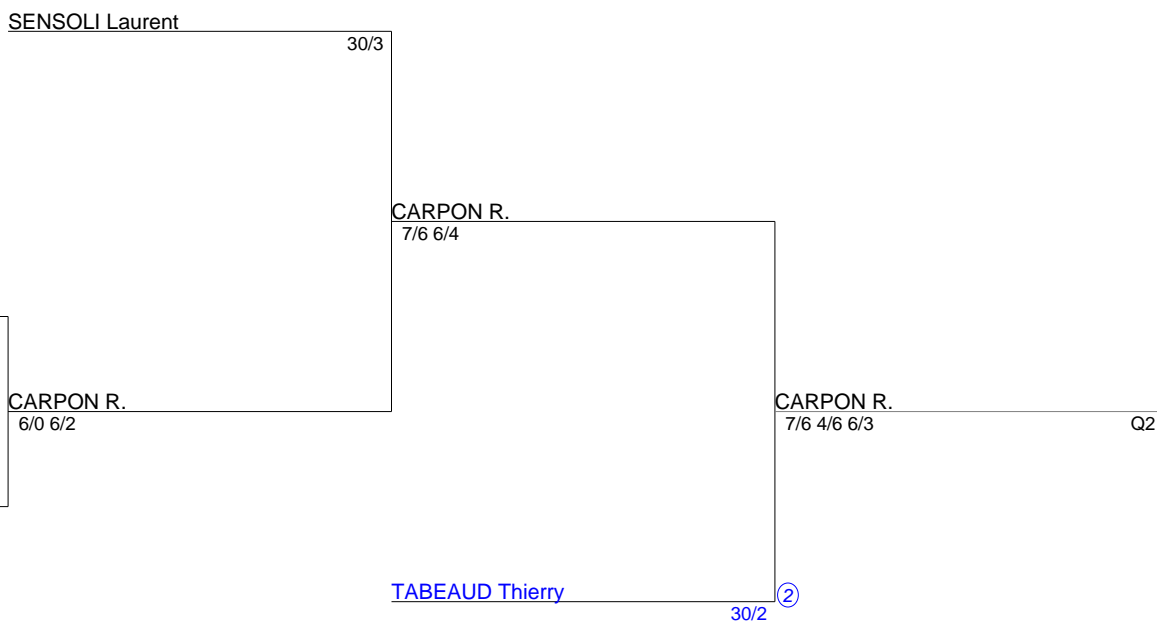 SENSOLI Laurent
30/3
CARPON R.
7/6 6/4
CARPON R.
6/0 6/2
CARPON R.
7/6 4/6 6/3
Q2
TABEAUD Thierry
2
30/2